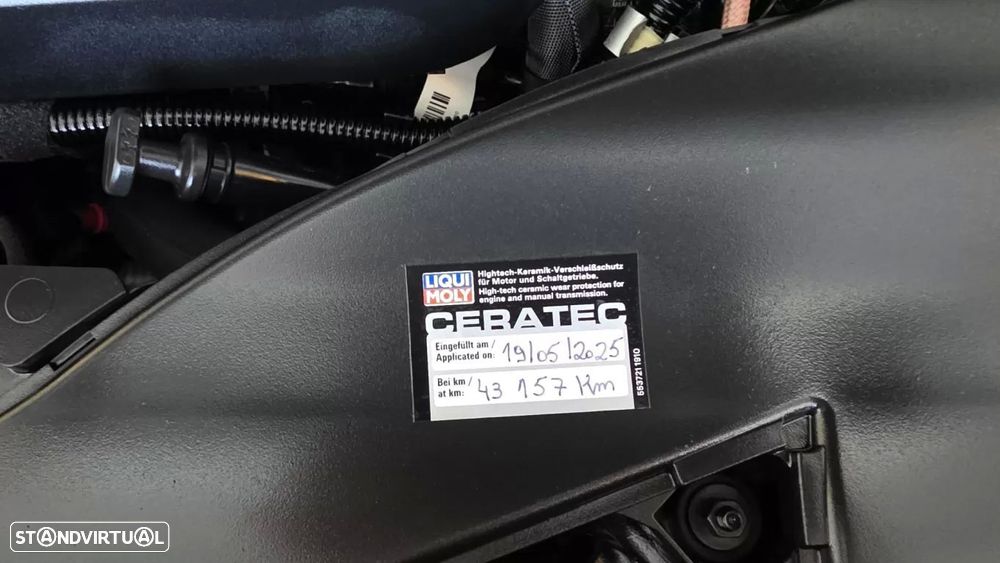 LIQUI
MOLY
Hightech-Keramik-Verschleißschutz
für Motor und Schaltgetriebe.
High-tech ceramic wear protection for
engine and manual transmission.
CERATEC
Eingefüllt am/
Applicated on: 19/05/2025
Bei km/
at km: 43 157 Km
5537211910
STANDVIRTUAL